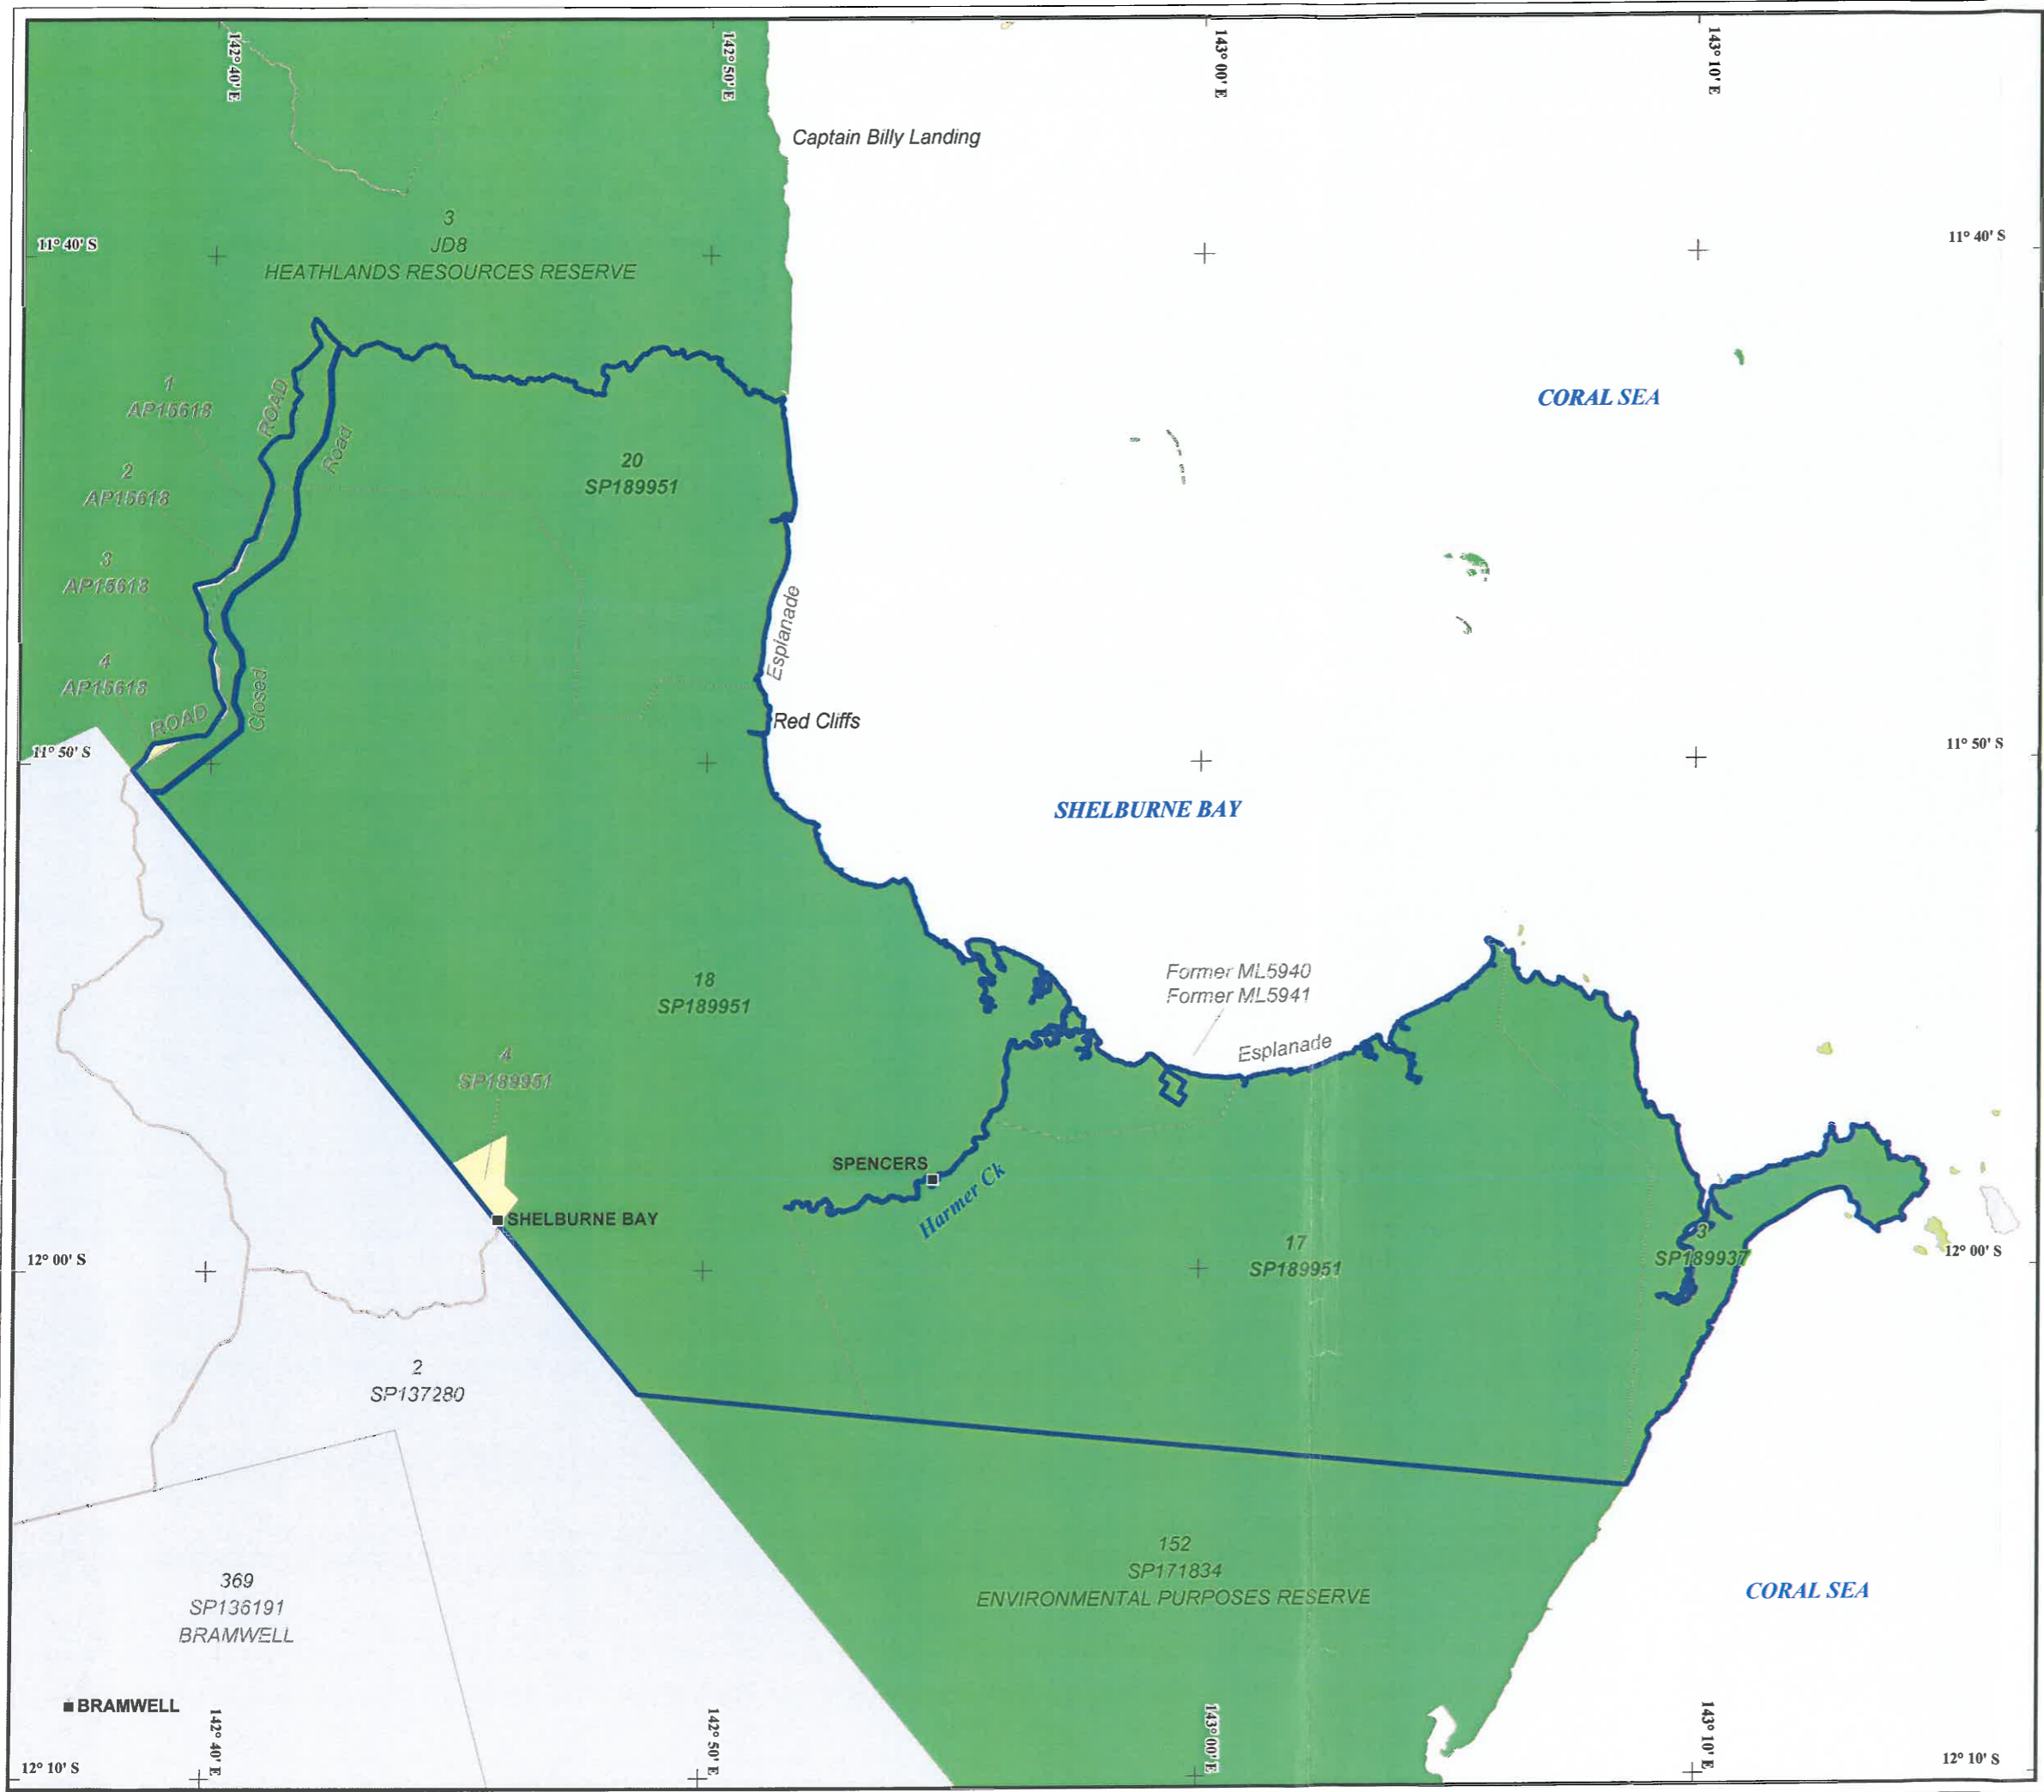 142° 40' E
142° 50' E
143° 00' E
143° 10' E
Captain Billy Landing
11° 40' S
3
JD8
HEATHLANDS RESOURCES RESERVE
11° 40' S
1
AP15618
ROAD
Road
CORAL SEA
2
AP15618
20
SP189951
3
AP15618
Esplanade
4
AP15618
ROAD
Closed
Red Cliffs
11° 50' S
11° 50' S
SHELBURNE BAY
18
SP189951
Former ML5940
Former ML5941
Esplanade
4
SP189951
SPENCERS
Harmer Ck
SHELBURNE BAY
17
SP189951
3
SP189937
12° 00' S
12° 00' S
2
SP137280
152
SP171834
ENVIRONMENTAL PURPOSES RESERVE
369
SP136191
BRAMWELL
CORAL SEA
BRAMWELL
142° 40' E
142° 50' E
143° 00' E
143° 10' E
12° 10' S
12° 10' S